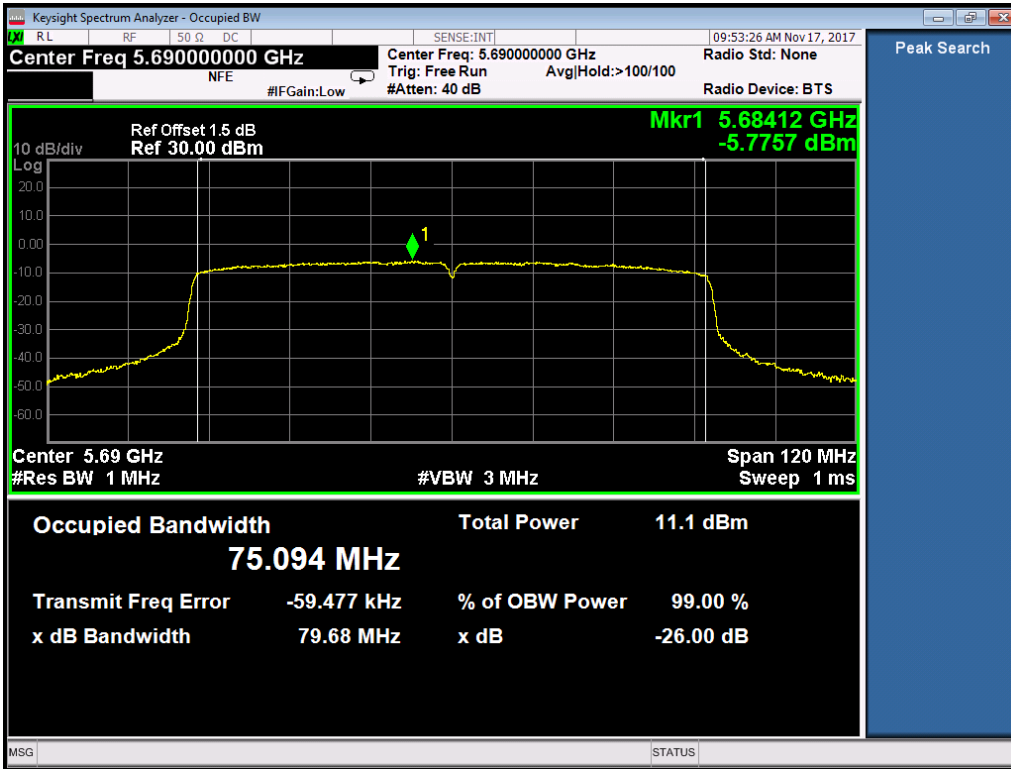 Keysight Spectrum Analyzer - Occupied BW
LXI RL RF 50 Ω DC SENSE:INT 09:53:26 AM Nov 17, 2017
Center Freq 5.690000000 GHz
NFE
#IFGain:Low
Center Freq: 5.690000000 GHz
Trig: Free Run Avg|Hold:>100/100
#Atten: 40 dB
Radio Std: None
Radio Device: BTS
Peak Search
Mkr1 5.68412 GHz
-5.7757 dBm
Ref Offset 1.5 dB
10 dB/div Ref 30.00 dBm
Log
20.0
10.0
0.00
-10.0
-20.0
-30.0
-40.0
-50.0
-60.0
1
Center 5.69 GHz Span 120 MHz
#Res BW 1 MHz #VBW 3 MHz Sweep 1 ms
Occupied Bandwidth Total Power 11.1 dBm
75.094 MHz
Transmit Freq Error -59.477 kHz % of OBW Power 99.00 %
x dB Bandwidth 79.68 MHz x dB -26.00 dB
MSG STATUS